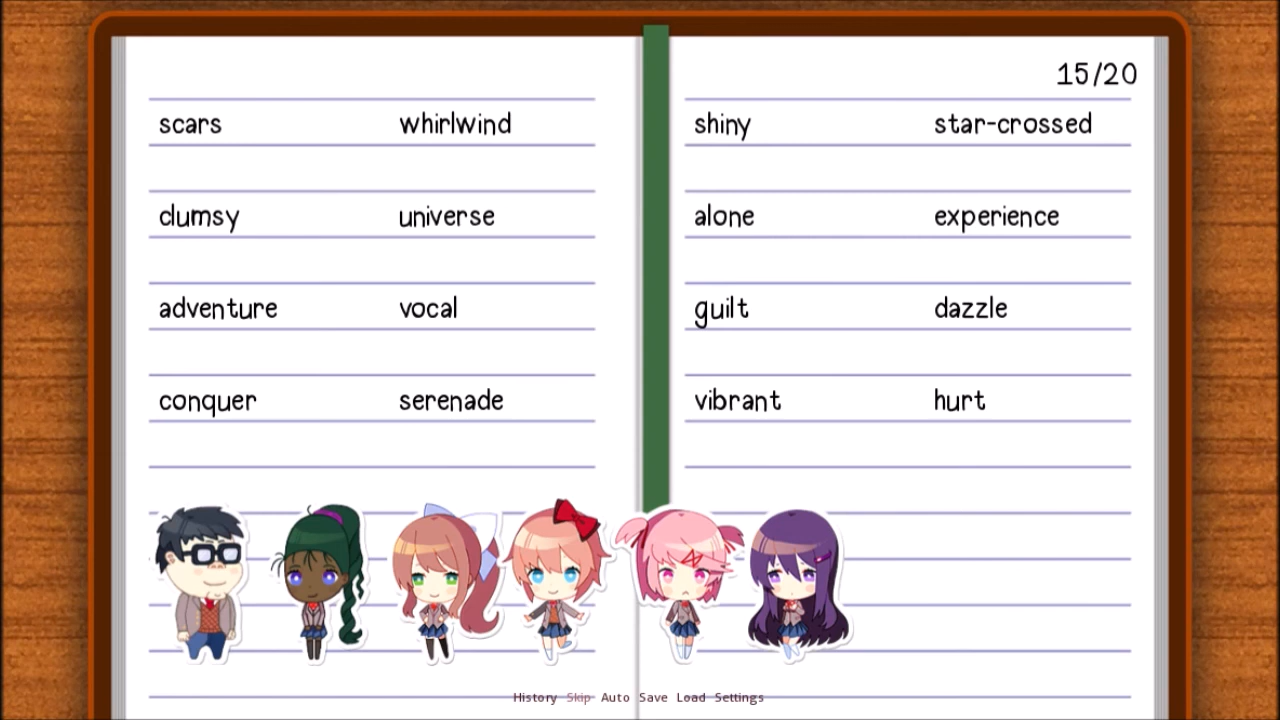 15/20
scars whirlwind shiny star-crossed
clumsy universe alone experience
adventure vocal guilt dazzle
conquer serenade vibrant hurt
History Skip Auto Save Load Settings